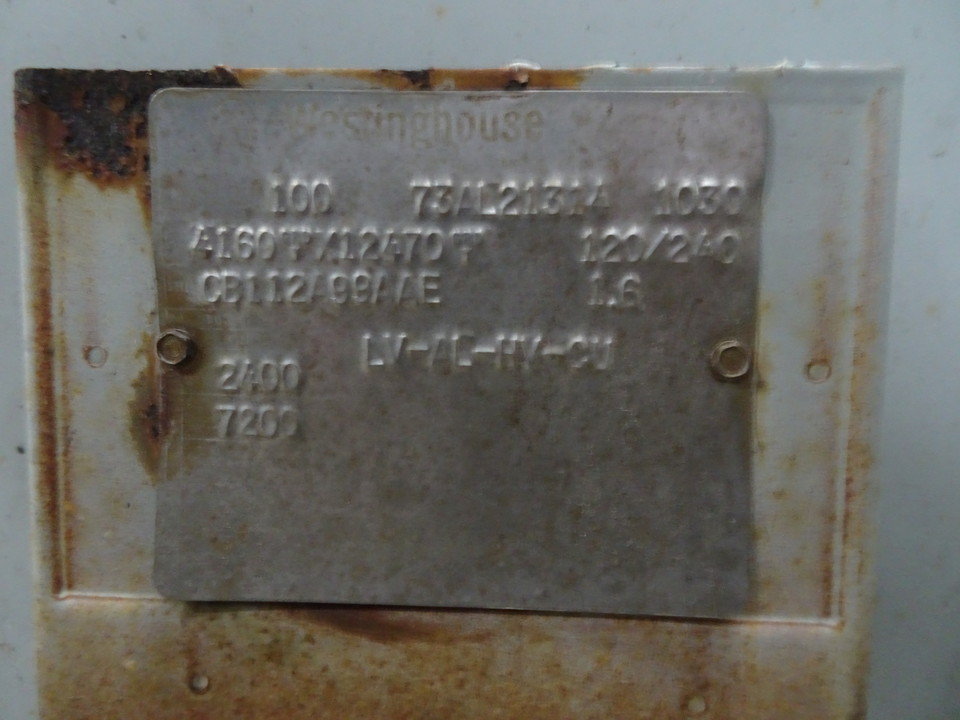 Westinghouse
100 73AL2131A 1030
4160Y X 12470Y 120/240
CB112A99AAE 1.6
LV-AL-HV-CU
2400
7200